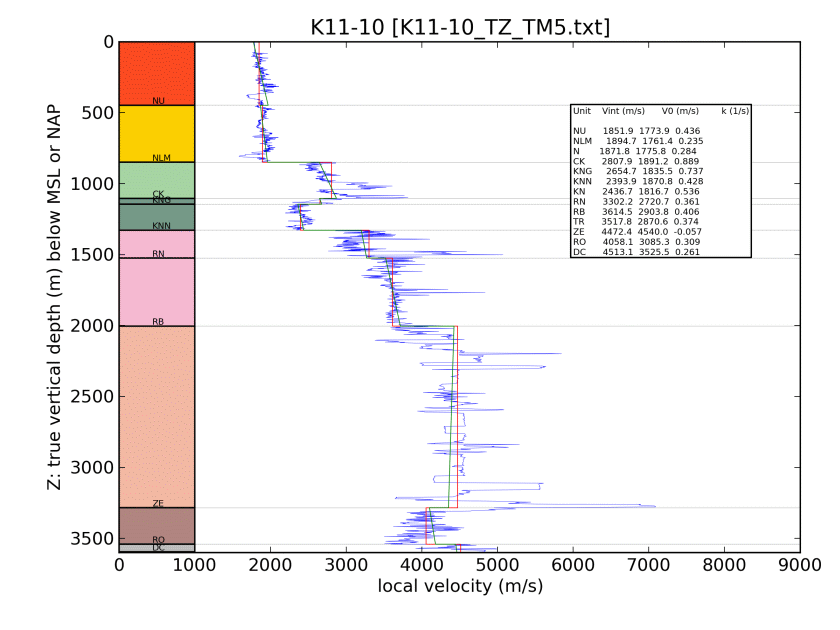 K11-10 [K11-10_TZ_TM5.txt]
Z: true vertical depth (m) below MSL or NAP
0
500
1000
1500
2000
2500
3000
3500
NU
NLM
CK
KNG
KNN
RN
RB
ZE
RO
DC
Unit Vint (m/s) V0 (m/s) k (1/s)
NU 1851.9 1773.9 0.436
NLM 1894.7 1761.4 0.235
N 1871.8 1775.8 0.284
CK 2807.9 1891.2 0.889
KNG 2654.7 1835.5 0.737
KNN 2393.9 1870.8 0.428
KN 2436.7 1816.7 0.536
RN 3302.2 2720.7 0.361
RB 3614.5 2903.8 0.406
TR 3517.8 2870.6 0.374
ZE 4472.4 4540.0 -0.057
RO 4058.1 3085.3 0.309
DC 4513.1 3525.5 0.261
0 1000 2000 3000 4000 5000 6000 7000 8000 9000
local velocity (m/s)